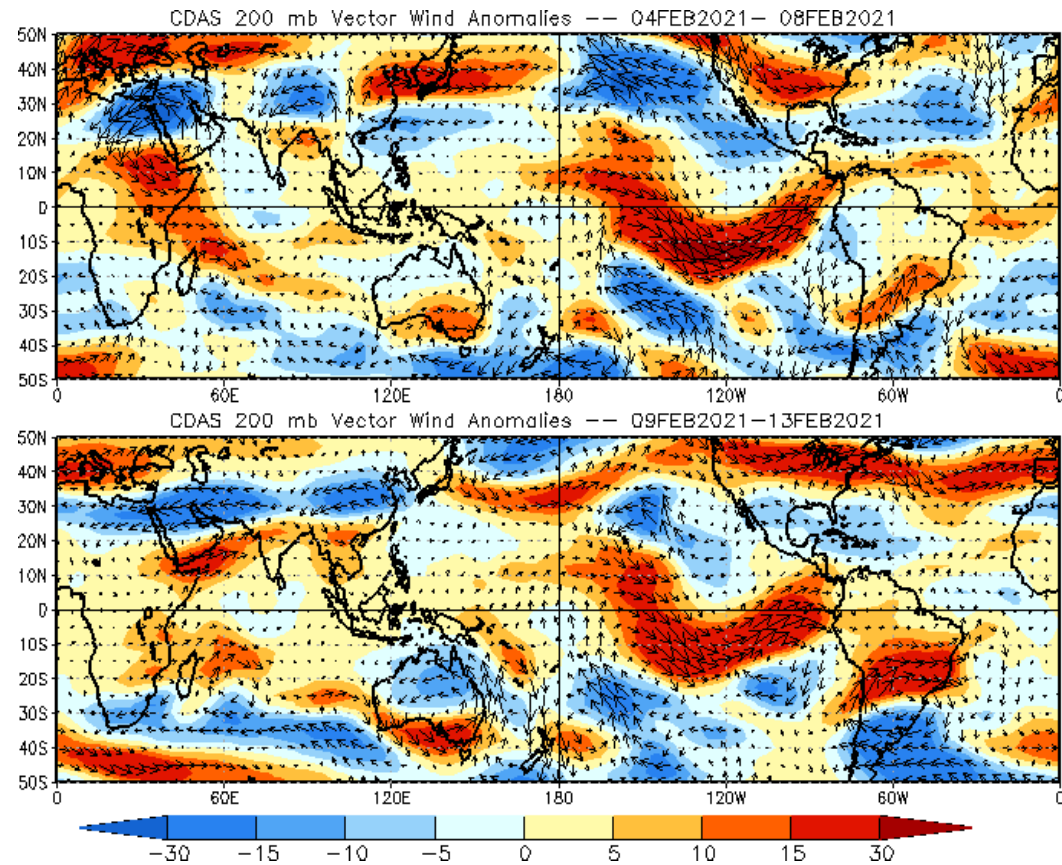 CDAS 200 mb Vector Wind Anomalies -- 04FEB2021- 08FEB2021
50N
40N
30N
20N
10N
0
10S
20S
30S
40S
50S
0 60E 120E 180 120W 60W 0
CDAS 200 mb Vector Wind Anomalies -- 09FEB2021-13FEB2021
50N
40N
30N
20N
10N
0
10S
20S
30S
40S
50S
0 60E 120E 180 120W 60W 0
-30 -15 -10 -5 0 5 10 15 30